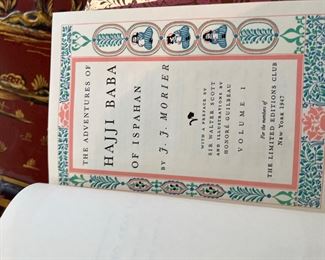 THE ADVENTURES OF
HAJJI BABA
OF ISPAHAN
BY J. J. MORIER
WITH A PREFACE BY
SIR WALTER SCOTT
AND ILLUSTRATIONS BY
HONORÉ GUILBEAU
VOLUME I
For the members of
THE LIMITED EDITIONS CLUB
New York 1947